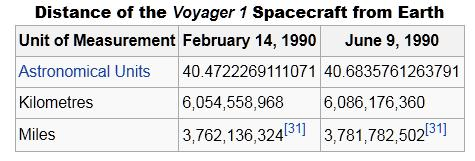 Distance of the Voyager 1 Spacecraft from Earth
Unit of Measurement February 14, 1990 June 9, 1990
Astronomical Units 40.4722269111071 40.6835761263791
Kilometres 6,054,558,968 6,086,176,360
Miles 3,762,136,324[31] 3,781,782,502[31]